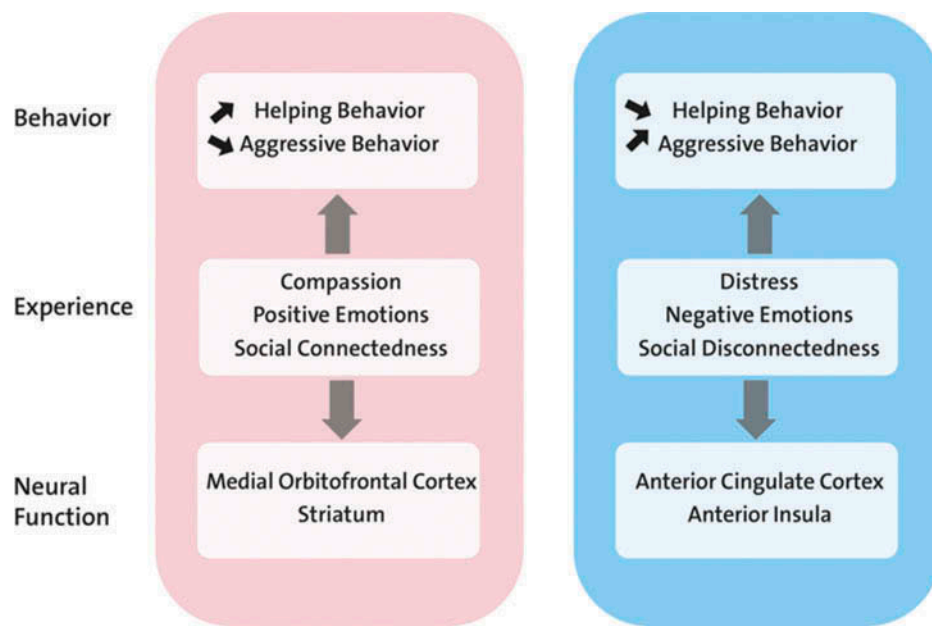 Behavior
Helping Behavior
Aggressive Behavior
Helping Behavior
Aggressive Behavior
Experience
Compassion
Positive Emotions
Social Connectedness
Distress
Negative Emotions
Social Disconnectedness
Neural
Function
Medial Orbitofrontal Cortex
Striatum
Anterior Cingulate Cortex
Anterior Insula